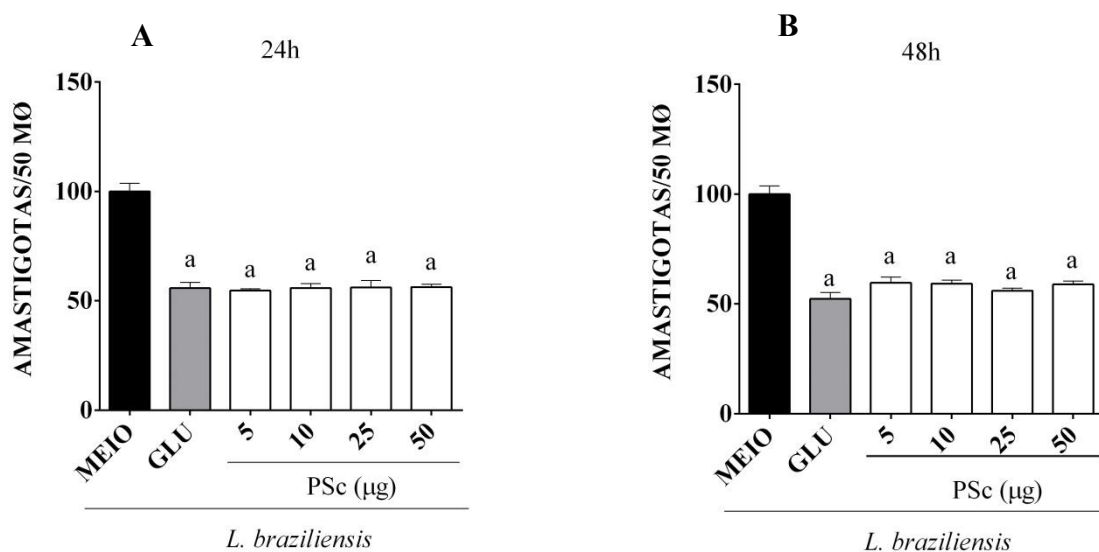 A
24h
AMASTIGOTAS/50 MØ
150
100
50
0
a
a
a
a
a
MEIO
GLU
5
10
25
50
PSc (µg)
L. braziliensis
B
48h
AMASTIGOTAS/50 MØ
150
100
50
0
a
a
a
a
a
MEIO
GLU
5
10
25
50
PSc (µg)
L. braziliensis